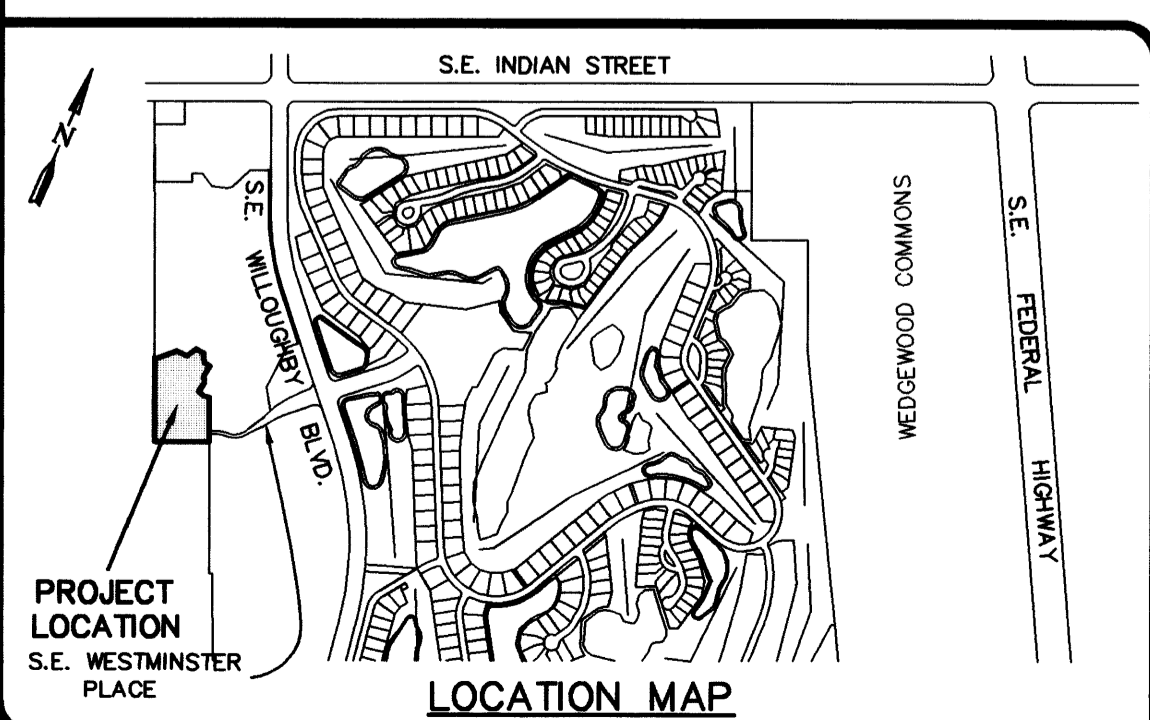 S.E. INDIAN STREET
N
S.E. WILLOUGHBY BLVD.
WEDGEWOOD COMMONS
S.E. FEDERAL HIGHWAY
PROJECT
LOCATION
S.E. WESTMINSTER
PLACE
LOCATION MAP